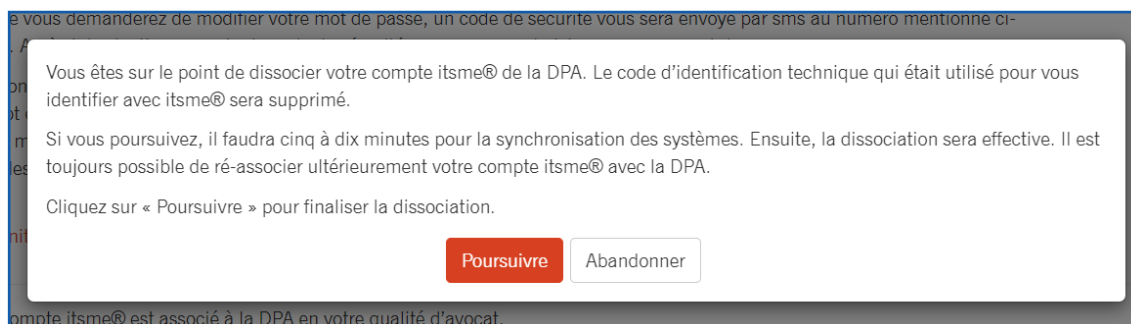 e vous demanderez de modifier votre mot de passe, un code de sécurité vous sera envoyé par sms au numéro mentionné ci-
Vous êtes sur le point de dissocier votre compte itsme® de la DPA. Le code d’identification technique qui était utilisé pour vous
identifier avec itsme® sera supprimé.
Si vous poursuivez, il faudra cinq à dix minutes pour la synchronisation des systèmes. Ensuite, la dissociation sera effective. Il est
toujours possible de ré-associer ultérieurement votre compte itsme® avec la DPA.
Cliquez sur « Poursuivre » pour finaliser la dissociation.
Poursuivre Abandonner
ompte itsme® est associé à la DPA en votre qualité d’avocat.